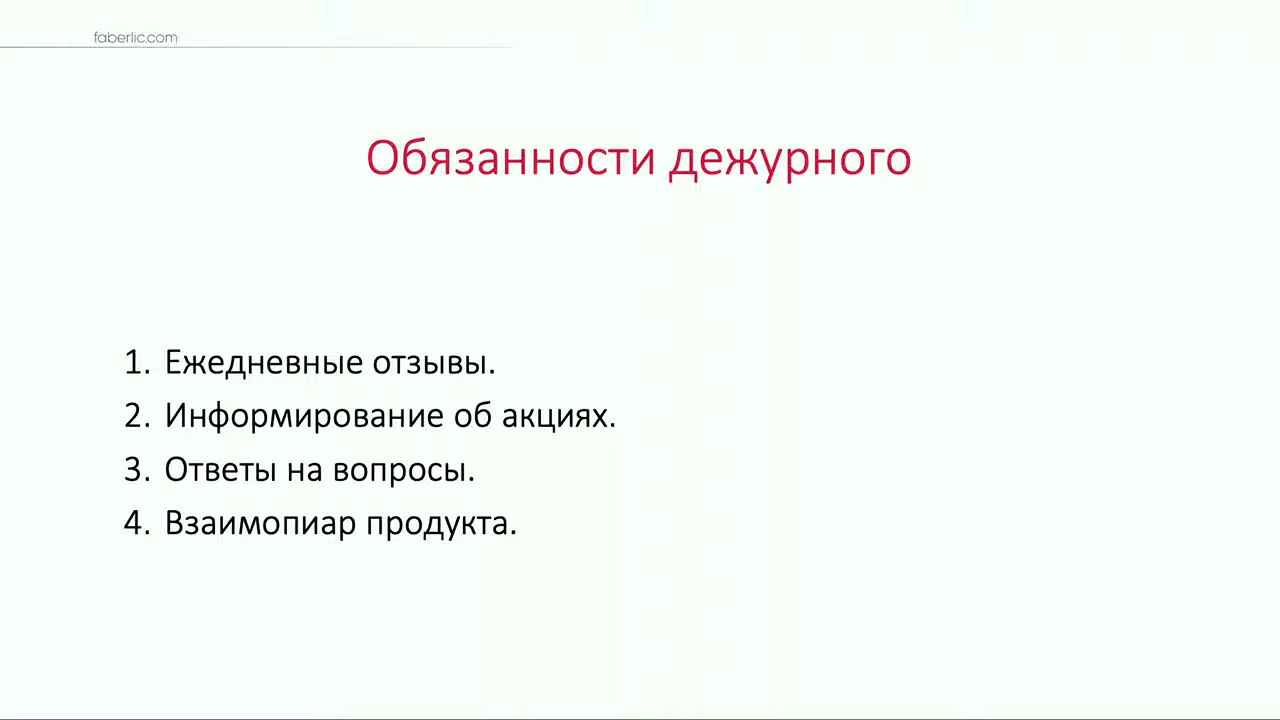 faberlic.com
Обязанности дежурного
1. Ежедневные отзывы.
2. Информирование об акциях.
3. Ответы на вопросы.
4. Взаимопиар продукта.